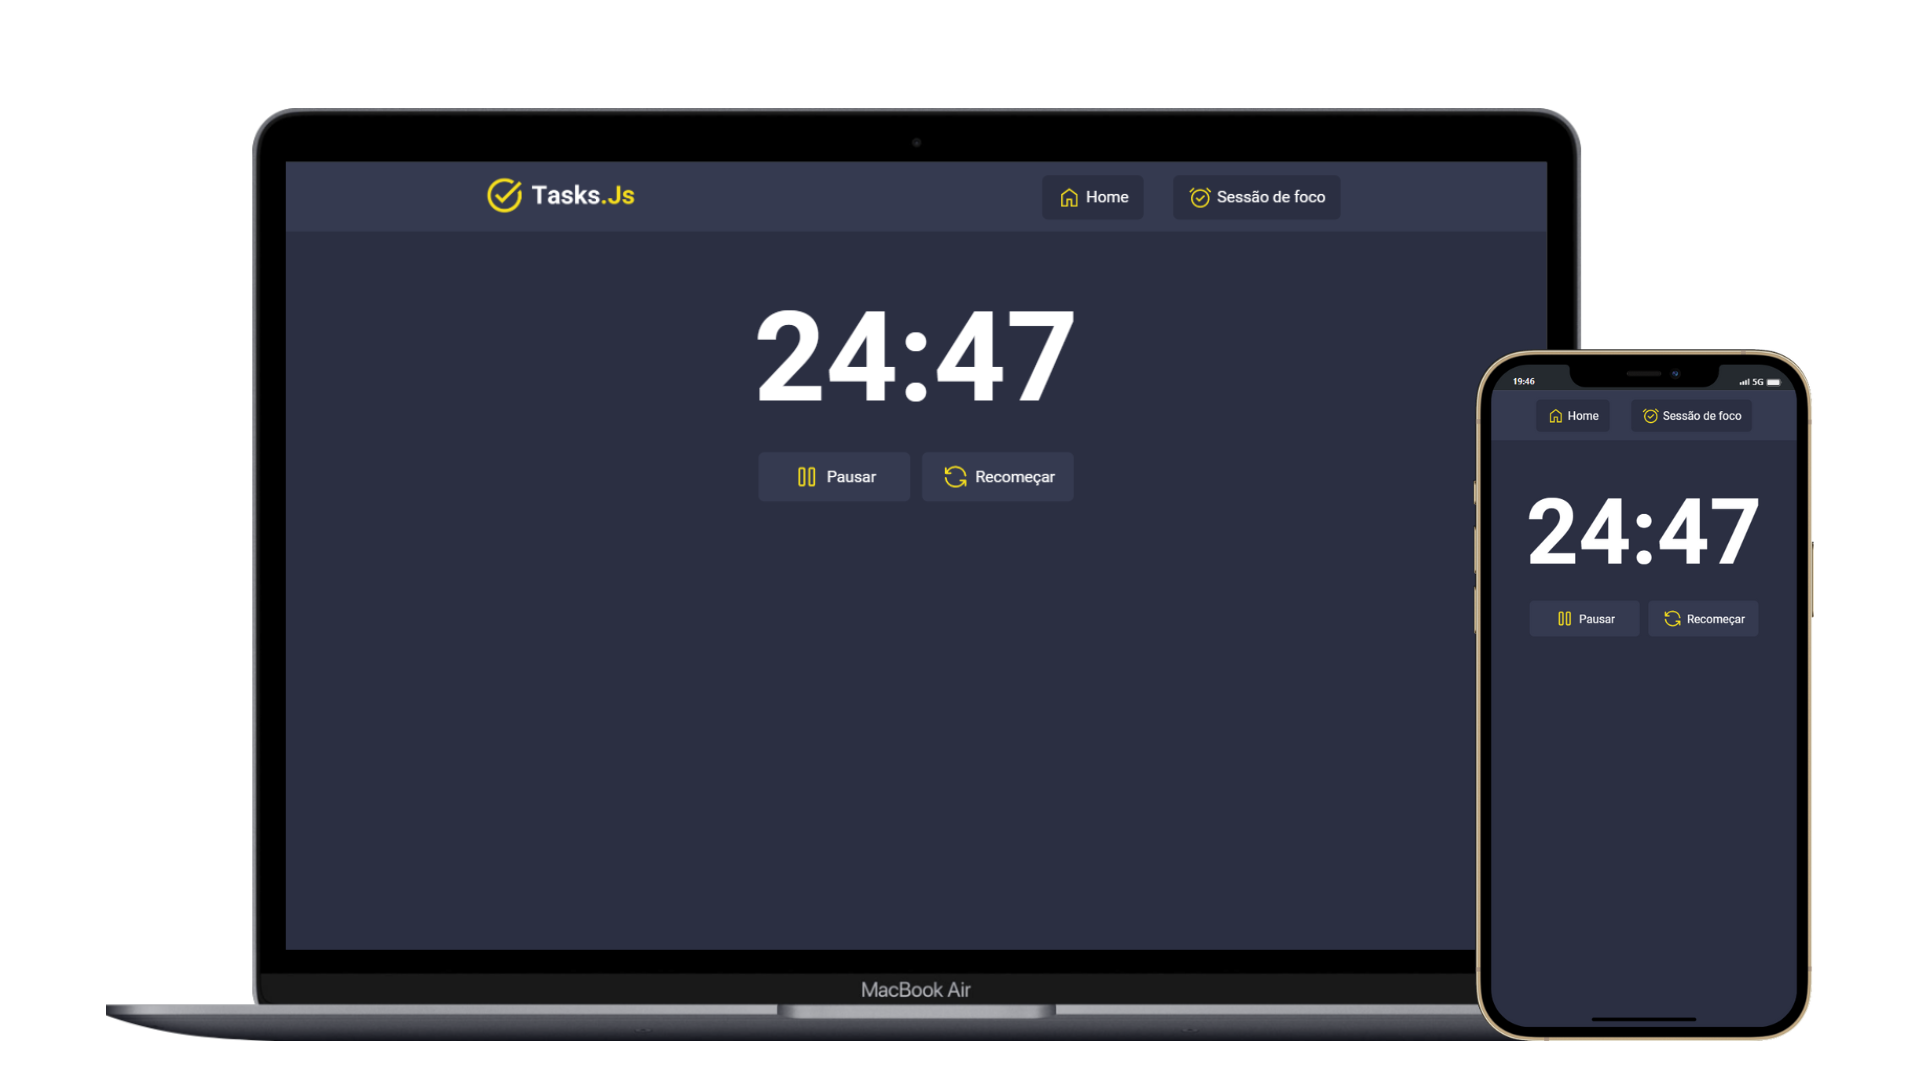 Tasks.Js
Home
Sessão de foco
24:47
Pausar
Recomeçar
MacBook Air
19:46
5G
Home
Sessão de foco
24:47
Pausar
Recomeçar